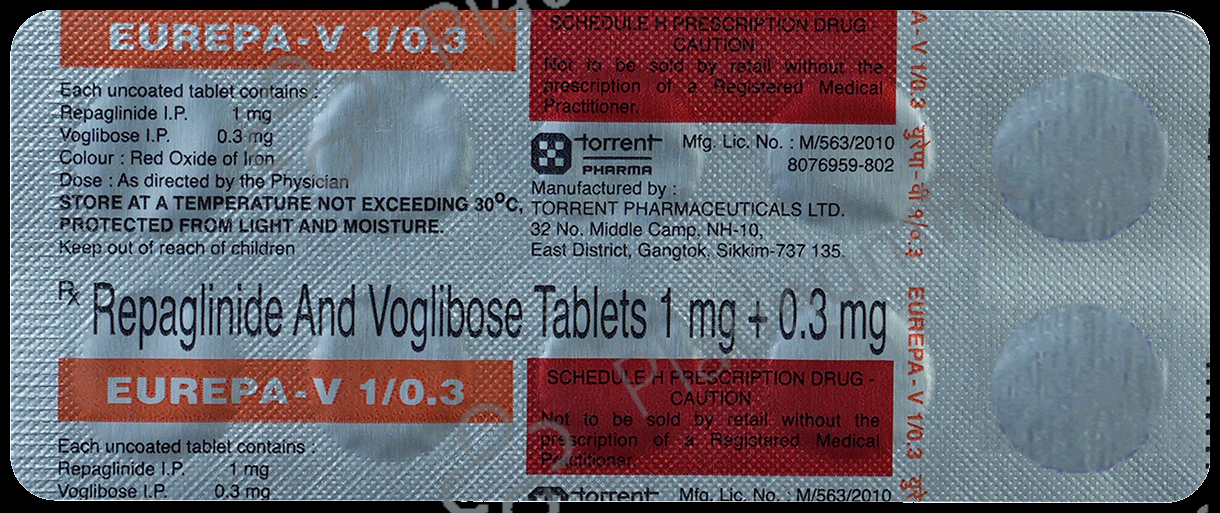 EUREPA-V 1/0.3
Each uncoated tablet contains :
Repaglinide I.P. 1 mg
Voglibose I.P. 0.3 mg
Colour : Red Oxide of Iron
Dose : As directed by the Physician
STORE AT A TEMPERATURE NOT EXCEEDING 30°C,
PROTECTED FROM LIGHT AND MOISTURE.
Keep out of reach of children
SCHEDULE H PRESCRIPTION DRUG -
CAUTION
Not to be sold by retail without the
prescription of a Registered Medical
Practitioner.
torrent
PHARMA
Mfg. Lic. No. : M/563/2010
8076959-802
Manufactured by :
TORRENT PHARMACEUTICALS LTD.
32 No. Middle Camp, NH-10,
East District, Gangtok, Sikkim-737 135.
Rx Repaglinide And Voglibose Tablets 1 mg + 0.3 mg
EUREPA-V 1/0.3
Each uncoated tablet contains :
Repaglinide I.P. 1 mg
Voglibose I.P. 0.3 mg
SCHEDULE H PRESCRIPTION DRUG -
CAUTION
Not to be sold by retail without the
prescription of a Registered Medical
Practitioner.
torrent
Mfg. Lic. No. : M/563/2010
A-V 1/0.3 युरेपा-वी १/०.३ EUREPA-V 1/0.3